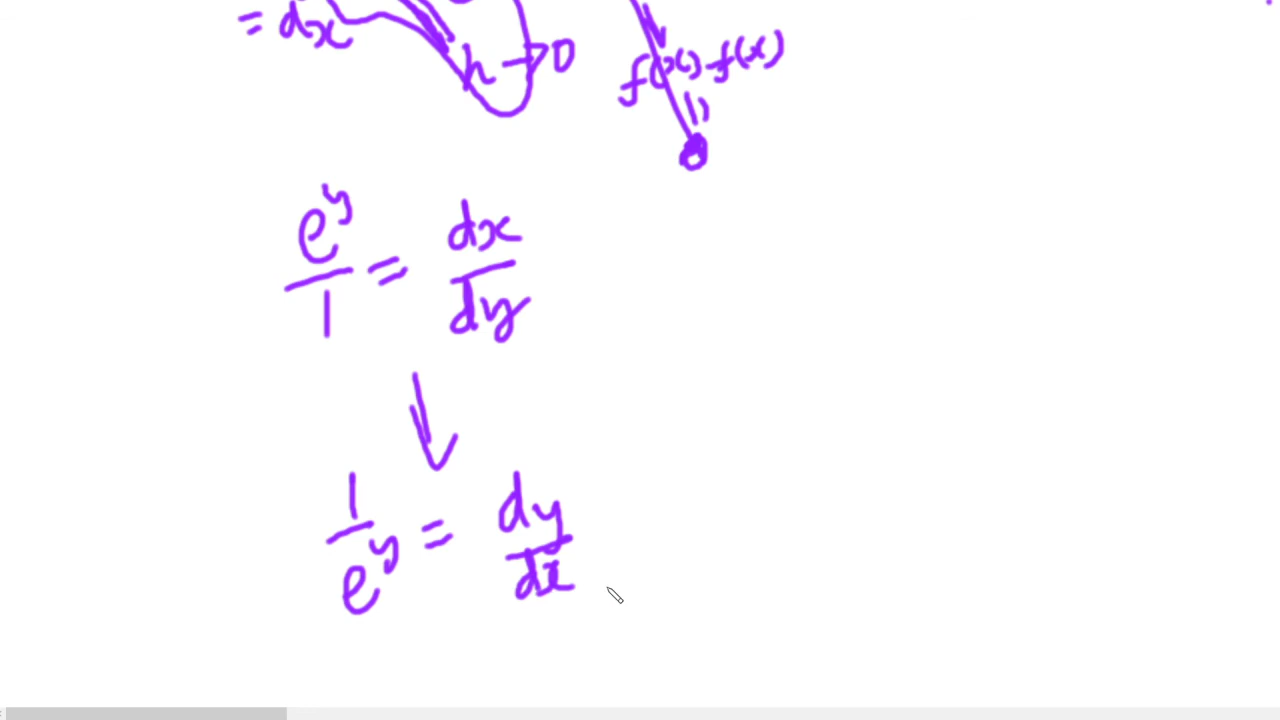 = dx
h → 0
f(x)-f(x)
e^y/1 = dx/dy
1/e^y = dy/dx